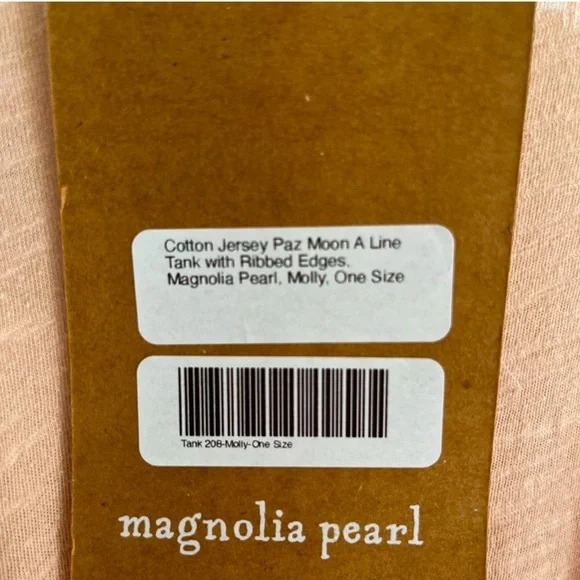 Cotton Jersey Paz Moon A Line
Tank with Ribbed Edges,
Magnolia Pearl, Molly, One Size
Tank 208-Molly-One Size
magnolia pearl